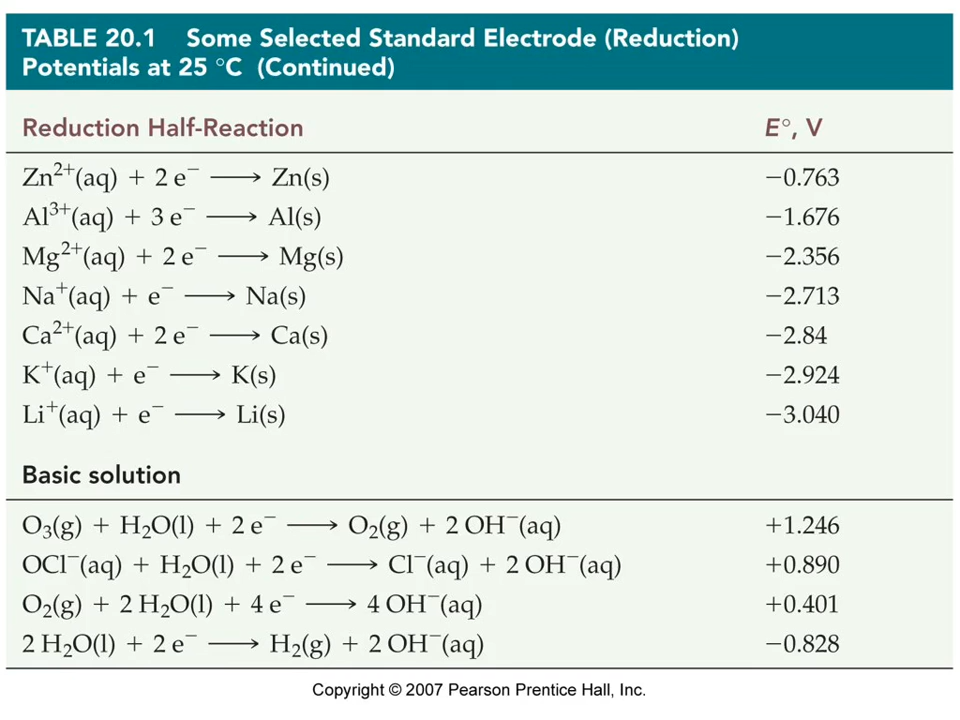 TABLE 20.1 Some Selected Standard Electrode (Reduction)
Potentials at 25 °C (Continued)
Reduction Half-Reaction E°, V
Zn²⁺(aq) + 2 e⁻ ⟶ Zn(s) −0.763
Al³⁺(aq) + 3 e⁻ ⟶ Al(s) −1.676
Mg²⁺(aq) + 2 e⁻ ⟶ Mg(s) −2.356
Na⁺(aq) + e⁻ ⟶ Na(s) −2.713
Ca²⁺(aq) + 2 e⁻ ⟶ Ca(s) −2.84
K⁺(aq) + e⁻ ⟶ K(s) −2.924
Li⁺(aq) + e⁻ ⟶ Li(s) −3.040
Basic solution
O₃(g) + H₂O(l) + 2 e⁻ ⟶ O₂(g) + 2 OH⁻(aq) +1.246
OCl⁻(aq) + H₂O(l) + 2 e⁻ ⟶ Cl⁻(aq) + 2 OH⁻(aq) +0.890
O₂(g) + 2 H₂O(l) + 4 e⁻ ⟶ 4 OH⁻(aq) +0.401
2 H₂O(l) + 2 e⁻ ⟶ H₂(g) + 2 OH⁻(aq) −0.828
Copyright © 2007 Pearson Prentice Hall, Inc.